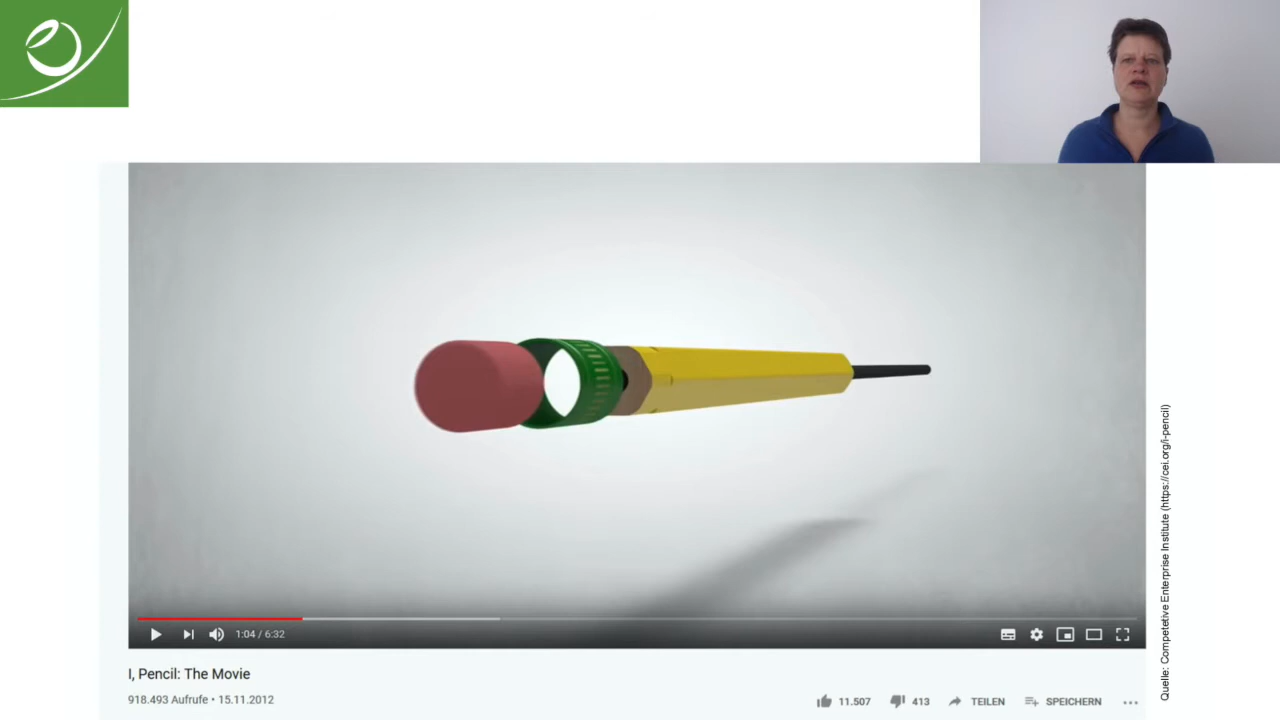 1:04 / 6:32
I, Pencil: The Movie
918.493 Aufrufe • 15.11.2012
11.507
413
TEILEN
SPEICHERN
Quelle: Competetive Enterprise Institute (https://cei.org/i-pencil)